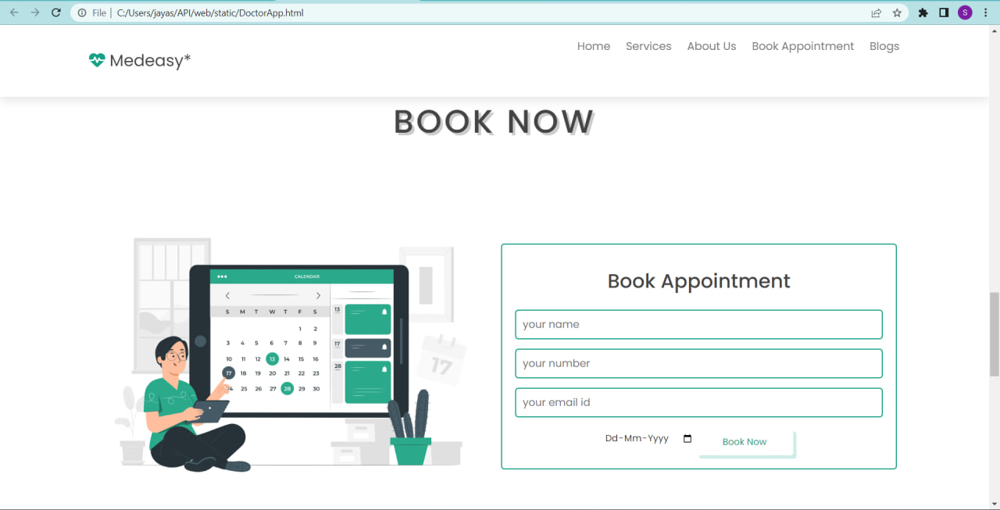 File | C:/Users/jayas/API/web/static/DoctorApp.html
S
Medeasy*
Home Services About Us Book Appointment Blogs
BOOK NOW
CALENDAR
S M T W T F S
1 2
3 4 5 6 7 8 9
10 11 12 13 14 15 16
17 18 19 20 21 22 23
24 25 26 27 28 29 30
13
17
28
17
Book Appointment
your name
your number
your email id
Dd-Mm-Yyyy
Book Now